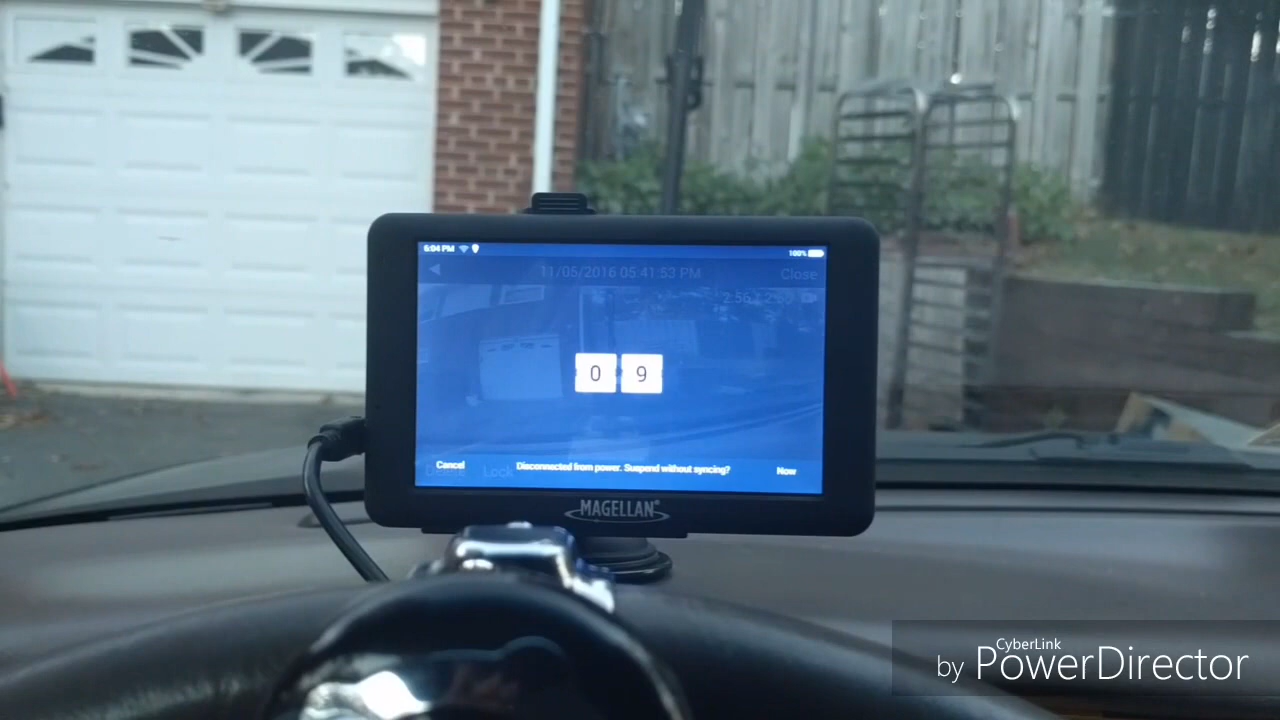 6:04 PM
100%
11/05/2016 05:41:53 PM
Close
0 9
Cancel
Lock
Disconnected from power. Suspend without syncing?
Now
MAGELLAN®
CyberLink
by PowerDirector